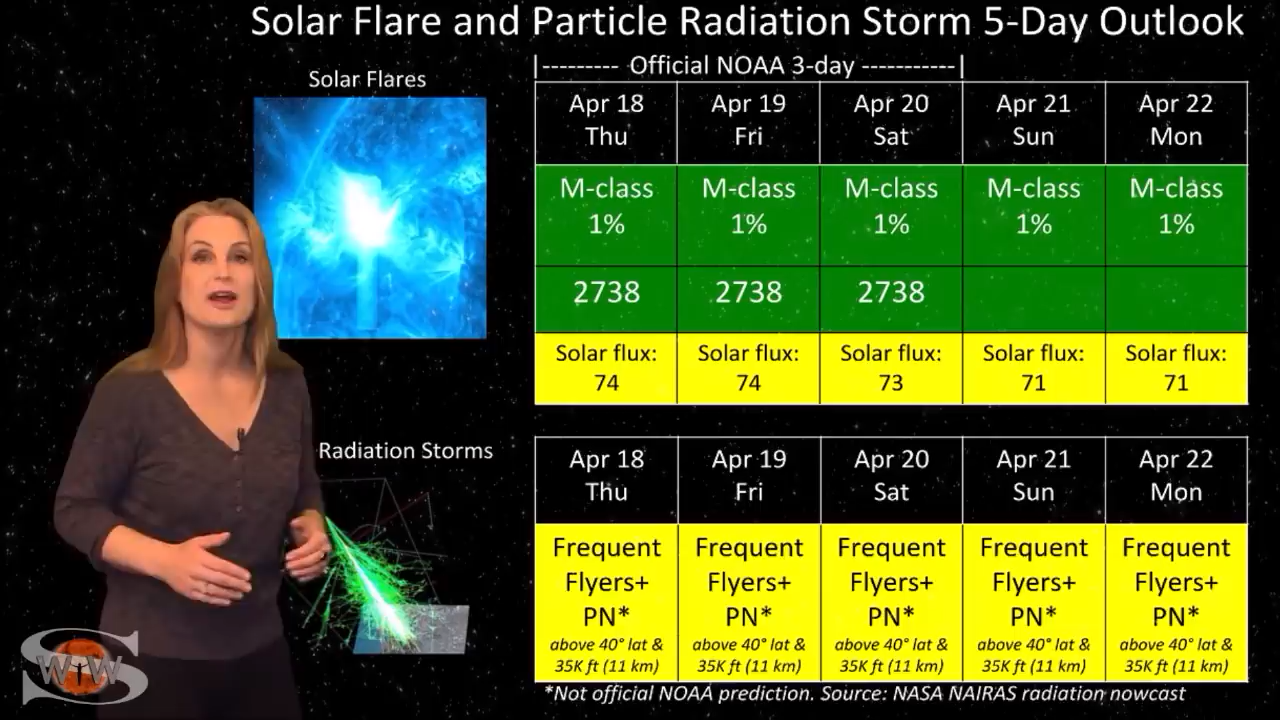 Solar Flare and Particle Radiation Storm 5-Day Outlook
|--------- Official NOAA 3-day -----------|
Solar Flares
Apr 18 Apr 19 Apr 20 Apr 21 Apr 22
Thu Fri Sat Sun Mon
M-class M-class M-class M-class M-class
1% 1% 1% 1% 1%
2738 2738 2738
Solar flux: Solar flux: Solar flux: Solar flux: Solar flux:
74 74 73 71 71
Radiation Storms
Apr 18 Apr 19 Apr 20 Apr 21 Apr 22
Thu Fri Sat Sun Mon
Frequent Frequent Frequent Frequent Frequent
Flyers+ Flyers+ Flyers+ Flyers+ Flyers+
PN* PN* PN* PN* PN*
above 40° lat & above 40° lat & above 40° lat & above 40° lat & above 40° lat &
35K ft (11 km) 35K ft (11 km) 35K ft (11 km) 35K ft (11 km) 35K ft (11 km)
*Not official NOAA prediction. Source: NASA NAIRAS radiation nowcast
S
WTW